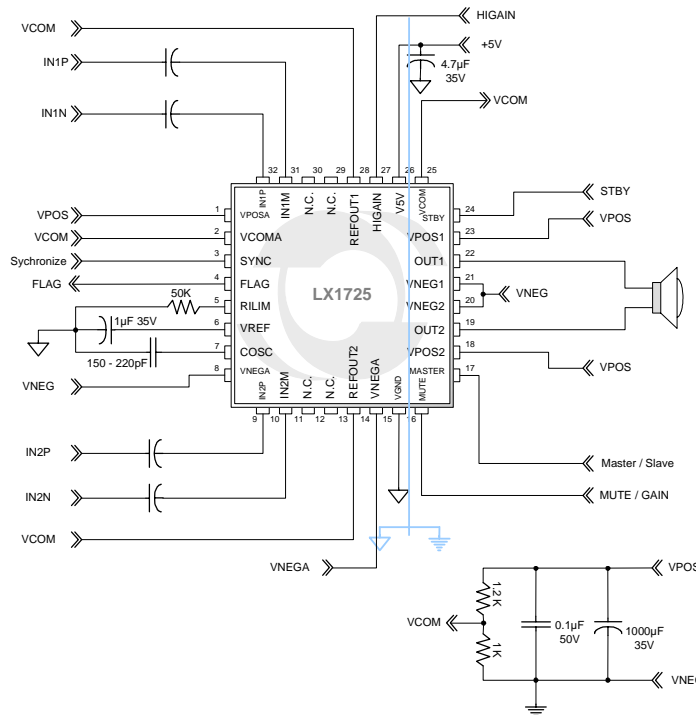 HIGAIN
VCOM
+5V
4.7µF
35V
IN1P
VCOM
IN1N
32 31 30 29 28 27 26 25
IN1P
IN1M
N.C.
N.C.
REFOUT1
HIGAIN
V5V
VCOM
VPOS 1 VPOSA
STBY 24 STBY
VCOM 2 VCOMA
VPOS1 23 VPOS
Sychronize 3 SYNC
OUT1 22
FLAG 4 FLAG
VNEG1 21
LX1725
VNEG
50K 5 RILIM
VNEG2 20
1µF 35V 6 VREF
OUT2 19
150 - 220pF 7 COSC
VPOS2 18 VPOS
VNEG 8 VNEGA
MASTER 17
IN2P
IN2M
N.C.
N.C.
REFOUT2
VNEGA
VGND
MUTE
9 10 11 12 13 14 15 16
IN2P
Master / Slave
IN2N
MUTE / GAIN
VCOM
VNEGA
VPOS
1.2K
VCOM
0.1µF
50V
1000µF
35V
1K
VNE